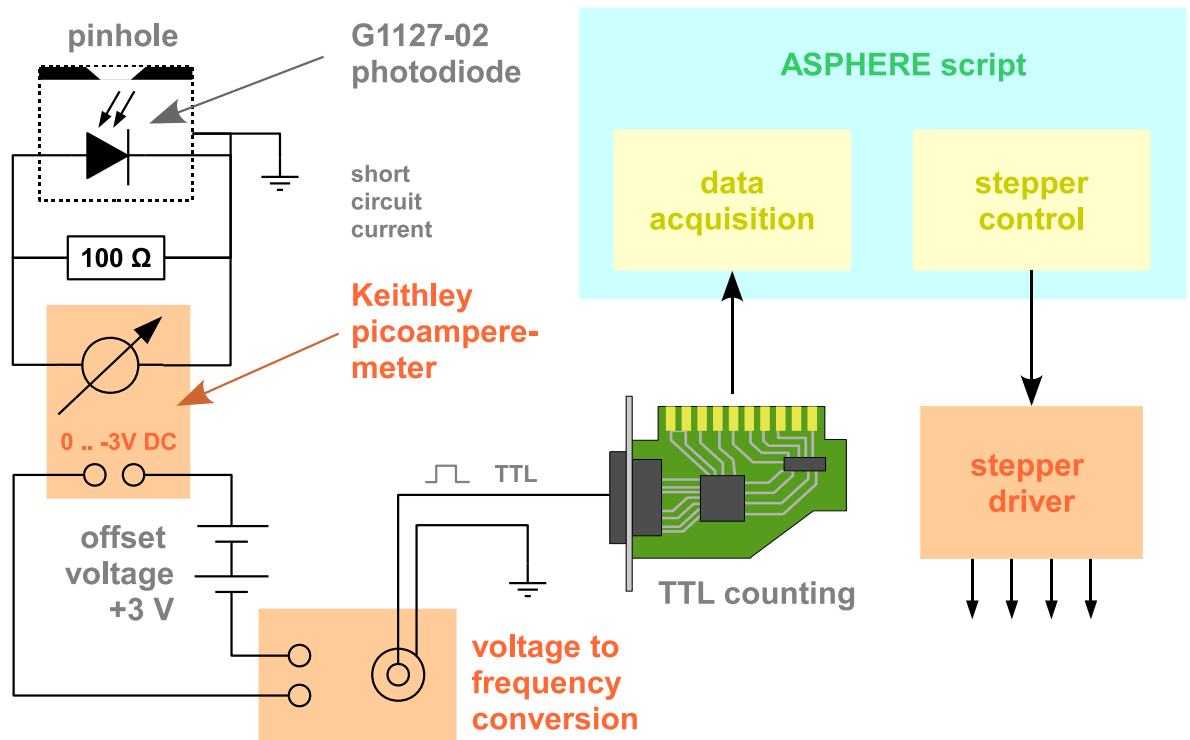 pinhole
G1127-02
photodiode
short
circuit
current
100 Ω
Keithley
picoampere-
meter
0 .. -3V DC
offset
voltage
+3 V
TTL
voltage to
frequency
conversion
TTL counting
ASPHERE script
data
acquisition
stepper
control
stepper
driver